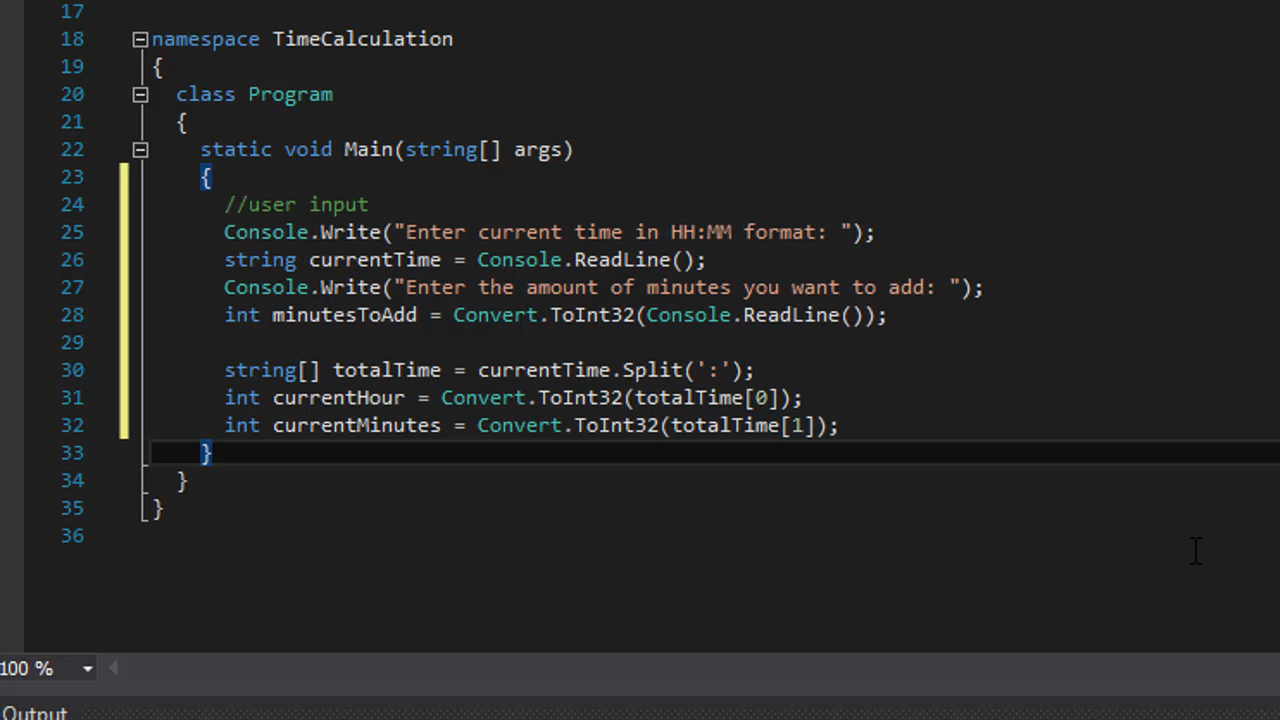 17
18 namespace TimeCalculation
19 {
20 class Program
21 {
22 static void Main(string[] args)
23 {
24 //user input
25 Console.Write("Enter current time in HH:MM format: ");
26 string currentTime = Console.ReadLine();
27 Console.Write("Enter the amount of minutes you want to add: ");
28 int minutesToAdd = Convert.ToInt32(Console.ReadLine());
29
30 string[] totalTime = currentTime.Split(':');
31 int currentHour = Convert.ToInt32(totalTime[0]);
32 int currentMinutes = Convert.ToInt32(totalTime[1]);
33 }
34 }
35 }
36
100 %
Output